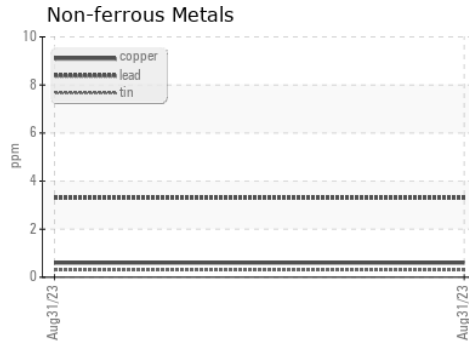 Non-ferrous Metals
10
8
6
4
2
0
ppm
copper
lead
tin
Aug31/23
Aug31/23